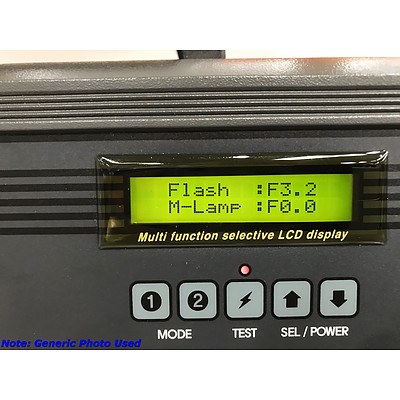 Flash :F3.2
M-Lamp :F0.0
Multi function selective LCD display
1 2
MODE TEST SEL / POWER
Note: Generic Photo Used